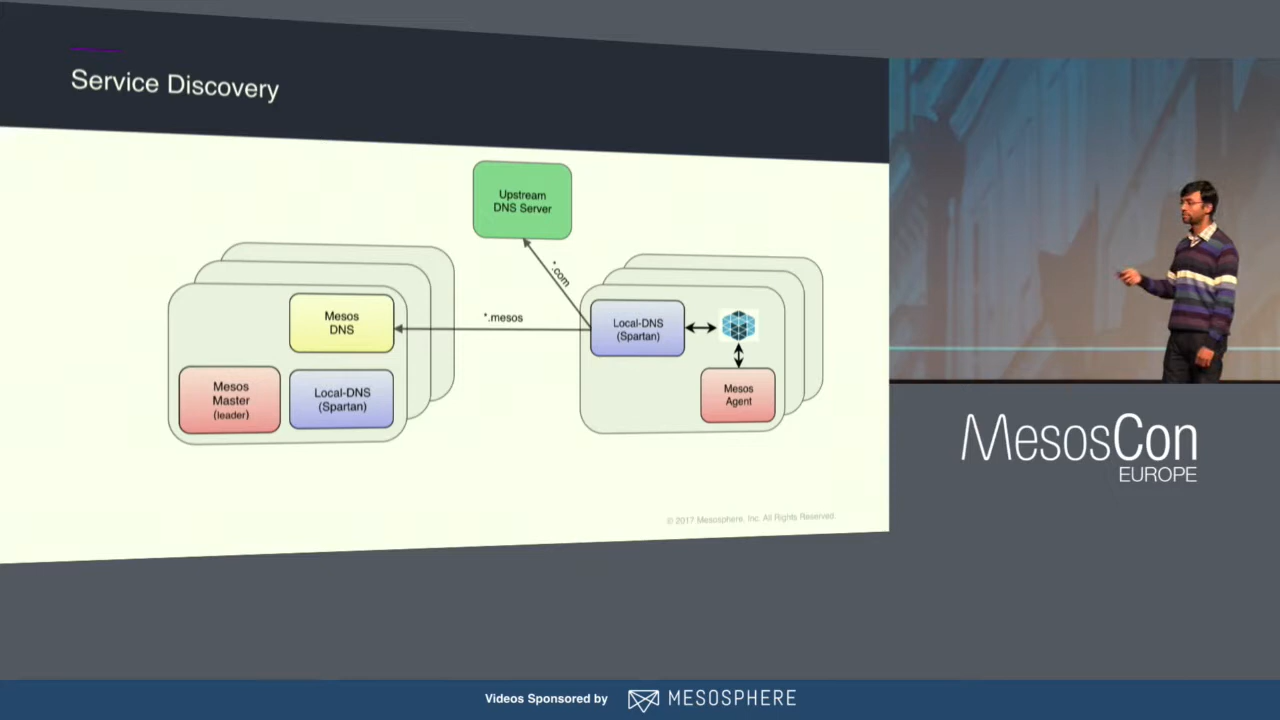 Service Discovery
Upstream
DNS Server
*.com
*.mesos
Mesos
DNS
Mesos
Master
(leader)
Local-DNS
(Spartan)
Local-DNS
(Spartan)
Mesos
Agent
© 2017 Mesosphere, Inc. All Rights Reserved.
MesosCon
EUROPE
Videos Sponsored by
MESOSPHERE